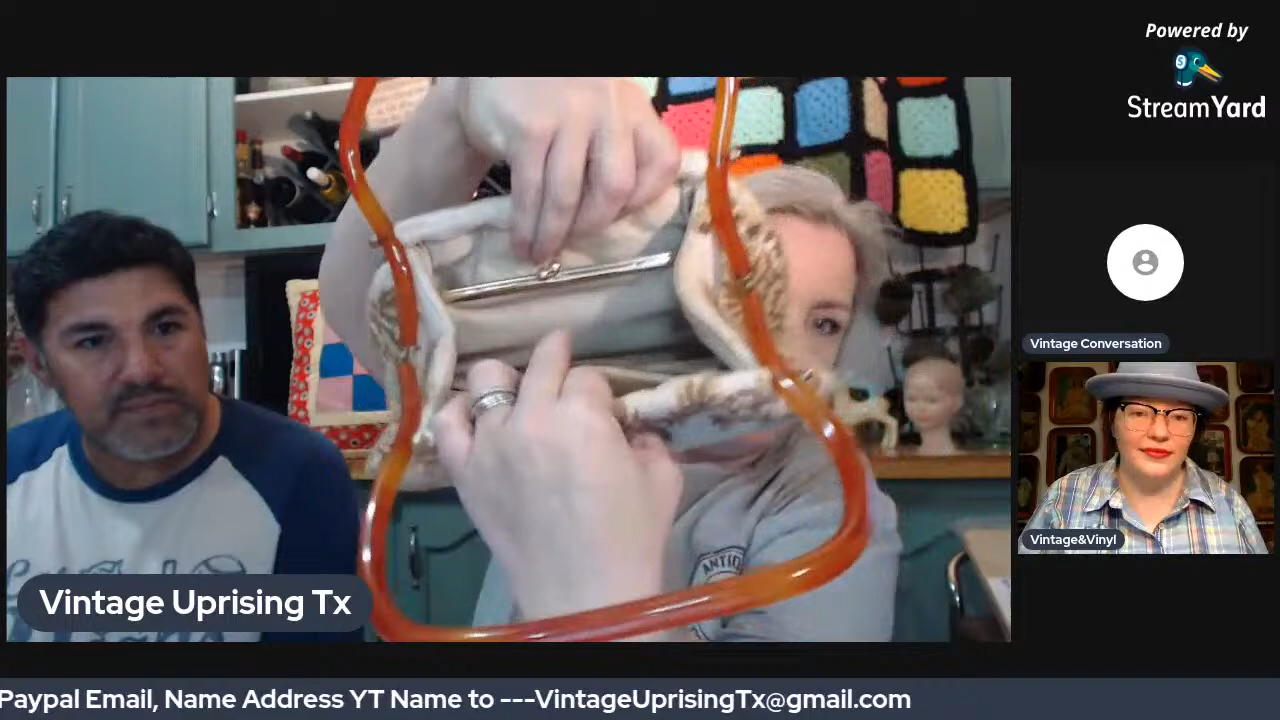 Powered by
StreamYard
Vintage Conversation
Vintage&Vinyl
ANTIQ
Vintage Uprising Tx
Paypal Email, Name Address YT Name to ---VintageUprisingTx@gmail.com